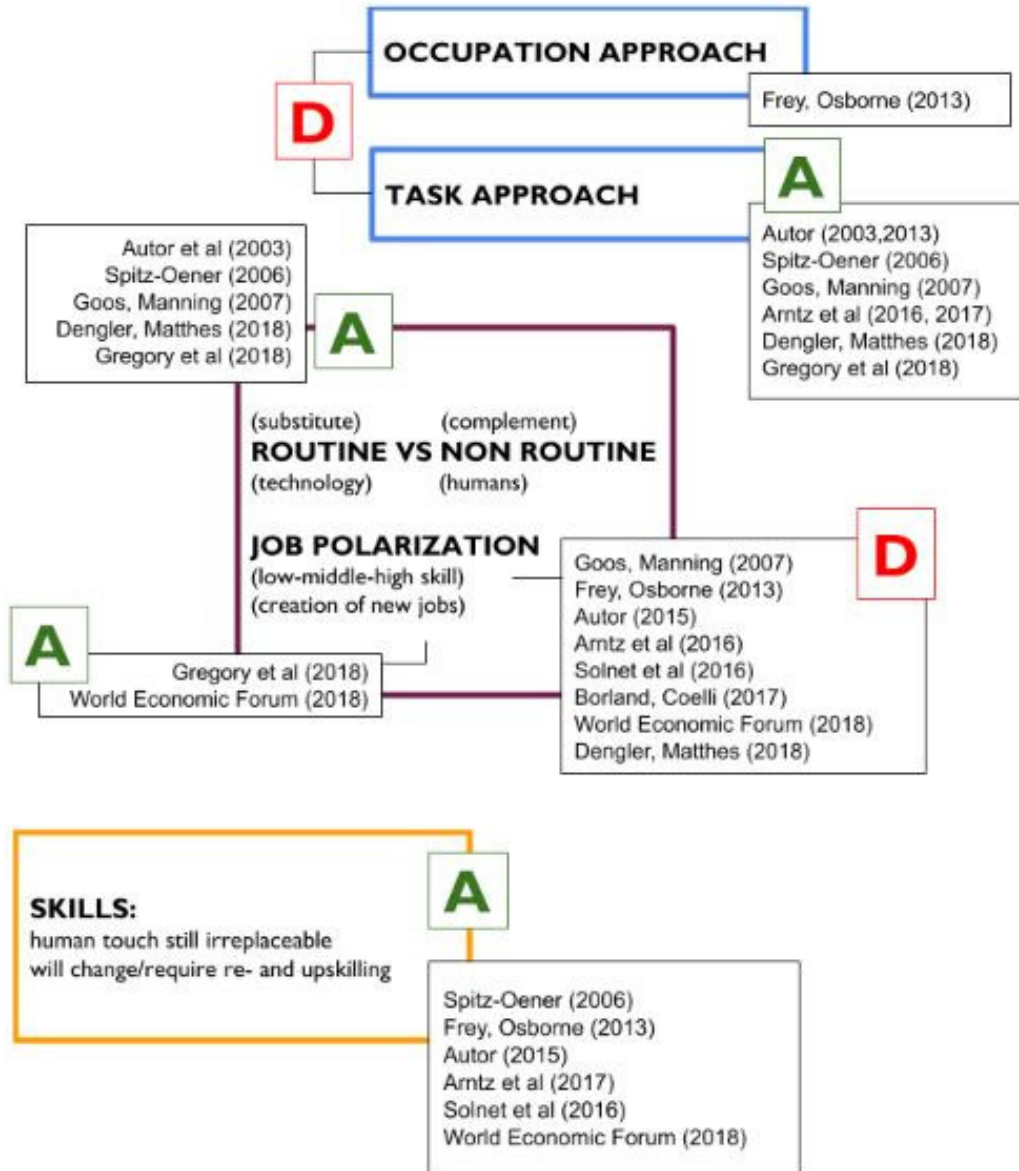 OCCUPATION APPROACH
Frey, Osborne (2013)
D
TASK APPROACH
A
Autor (2003,2013)
Spitz-Oener (2006)
Goos, Manning (2007)
Arntz et al (2016, 2017)
Dengler, Matthes (2018)
Gregory et al (2018)
Autor et al (2003)
Spitz-Oener (2006)
Goos, Manning (2007)
Dengler, Matthes (2018)
Gregory et al (2018)
A
(substitute) (complement)
ROUTINE VS NON ROUTINE
(technology) (humans)
JOB POLARIZATION
(low-middle-high skill)
(creation of new jobs)
D
Goos, Manning (2007)
Frey, Osborne (2013)
Autor (2015)
Arntz et al (2016)
Solnet et al (2016)
Borland, Coelli (2017)
World Economic Forum (2018)
Dengler, Matthes (2018)
A
Gregory et al (2018)
World Economic Forum (2018)
A
SKILLS:
human touch still irreplaceable
will change/require re- and upskilling
Spitz-Oener (2006)
Frey, Osborne (2013)
Autor (2015)
Arntz et al (2017)
Solnet et al (2016)
World Economic Forum (2018)